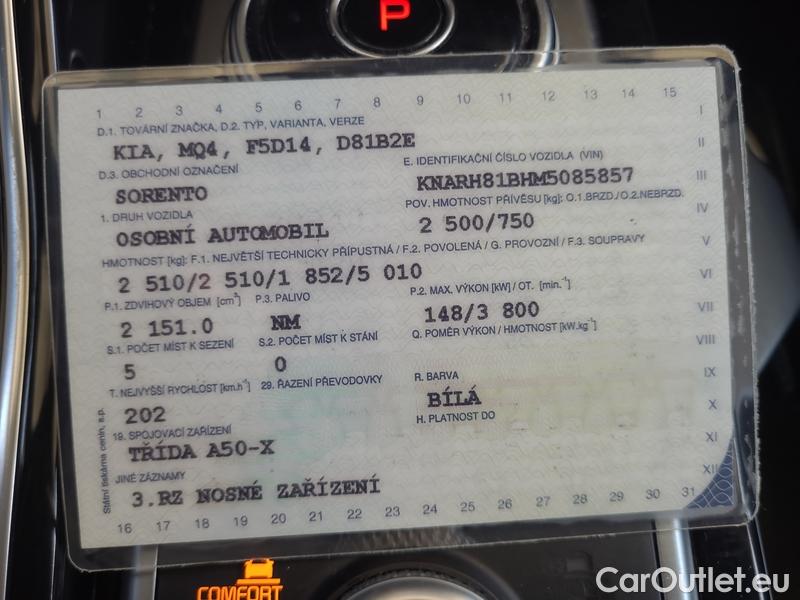 P
1 2 3 4 5 6 7 8 9 10 11 12 13 14 15
I
D.1. TOVÁRNÍ ZNAČKA, D.2. TYP, VARIANTA, VERZE
KIA, MQ4, F5D14, D81B2E
II
D.3. OBCHODNÍ OZNAČENÍ
E. IDENTIFIKAČNÍ ČÍSLO VOZIDLA (VIN)
SORENTO
KNARH81BHM5085857
III
1. DRUH VOZIDLA
POV. HMOTNOST PŘÍVĚSU [kg]: O.1.BRZD./O.2.NEBRZD.
OSOBNÍ AUTOMOBIL
2 500/750
IV
HMOTNOST [kg]: F.1. NEJVĚTŠÍ TECHNICKY PŘÍPUSTNÁ / F.2. POVOLENÁ / G. PROVOZNÍ / F.3. SOUPRAVY
V
2 510/2 510/1 852/5 010
VI
P.1. ZDVIHOVÝ OBJEM [cm³]
P.3. PALIVO
P.2. MAX. VÝKON [kW] / OT. [min.⁻¹]
2 151.0
NM
148/3 800
VII
S.1. POČET MÍST K SEZENÍ
S.2. POČET MÍST K STÁNÍ
Q. POMĚR VÝKON / HMOTNOST [kW.kg⁻¹]
VIII
5
0
T. NEJVYŠŠÍ RYCHLOST [km.h⁻¹]
29. ŘAZENÍ PŘEVODOVKY
R. BARVA
IX
202
BÍLÁ
X
19. SPOJOVACÍ ZAŘÍZENÍ
H. PLATNOST DO
TŘÍDA A50-X
XI
JINÉ ZÁZNAMY
XII
3.RZ NOSNÉ ZAŘÍZENÍ
Státní tiskárna cenin, s.p.
16 17 18 19 20 21 22 23 24 25 26 27 28 29 30 31
COMFORT
CarOutlet.eu